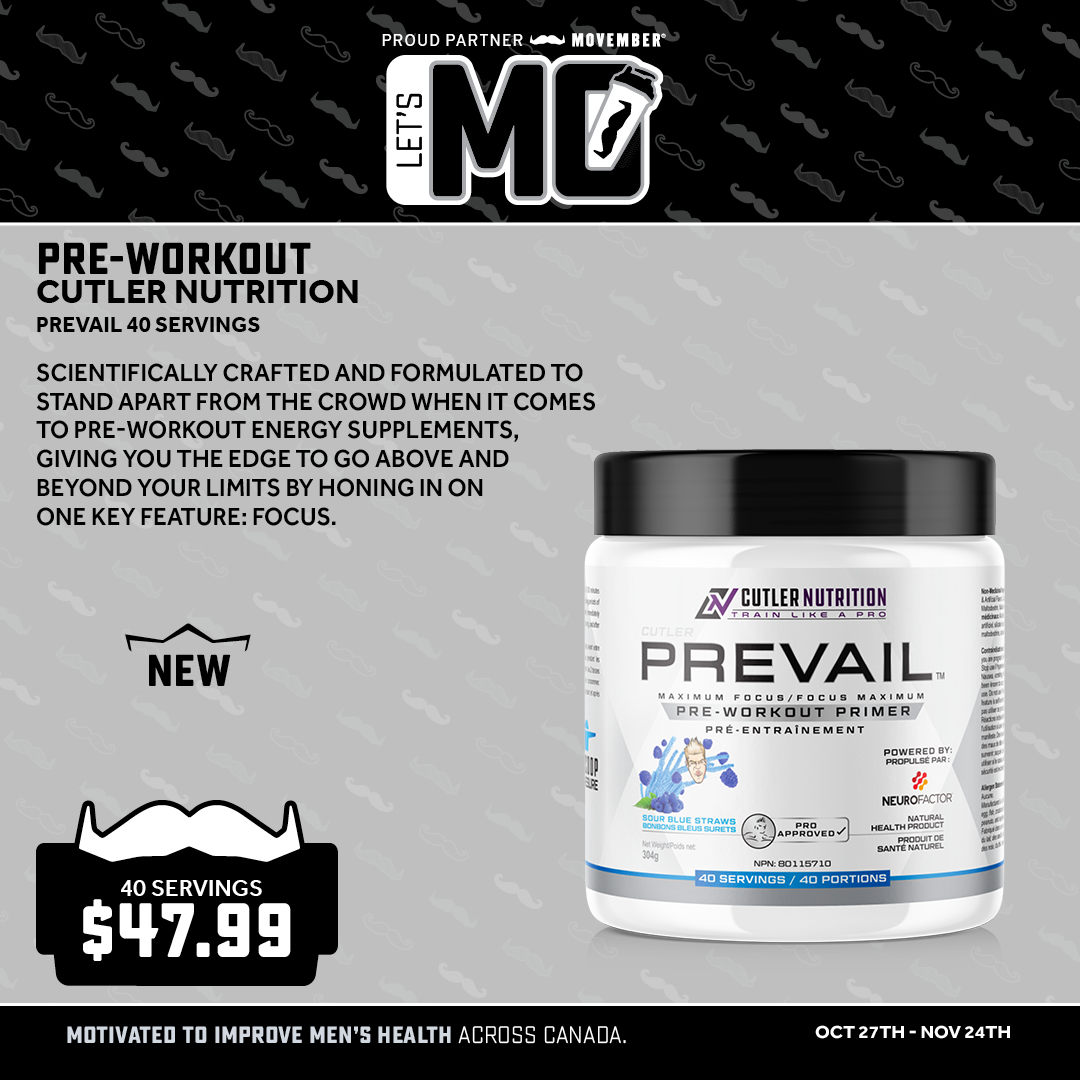 PROUD PARTNER MOVEMBER®
LET'S
MO
PRE-WORKOUT
CUTLER NUTRITION
PREVAIL 40 SERVINGS
SCIENTIFICALLY CRAFTED AND FORMULATED TO
STAND APART FROM THE CROWD WHEN IT COMES
TO PRE-WORKOUT ENERGY SUPPLEMENTS,
GIVING YOU THE EDGE TO GO ABOVE AND
BEYOND YOUR LIMITS BY HONING IN ON
ONE KEY FEATURE: FOCUS.
NEW
40 SERVINGS
$47.99
CUTLER NUTRITION
TRAIN LIKE A PRO
CUTLER
PREVAIL™
MAXIMUM FOCUS/FOCUS MAXIMUM
PRE-WORKOUT PRIMER
PRÉ-ENTRAÎNEMENT
POWERED BY:
PROPULSÉ PAR :
NEUROFACTOR
SOUR BLUE STRAWS
BONBONS BLEUS SURETS
Net Weight/Poids net:
304g
PRO
APPROVED
NATURAL
HEALTH PRODUCT
PRODUIT DE
SANTÉ NATUREL
NPN: 80115710
40 SERVINGS / 40 PORTIONS
MOTIVATED TO IMPROVE MEN'S HEALTH ACROSS CANADA.
OCT 27TH - NOV 24TH